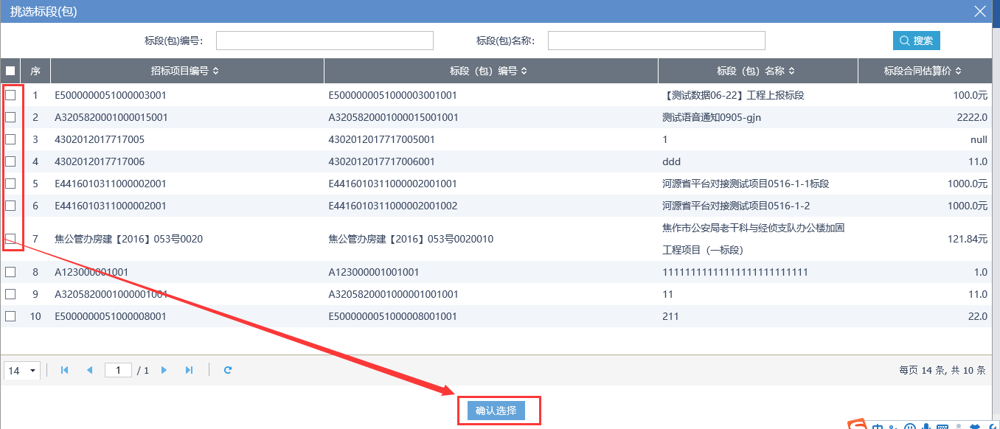 挑选标段(包)
标段(包)编号：
标段(包)名称：
搜索
序 招标项目编号 标段（包）编号 标段（包）名称 标段合同估算价
1 E5000000051000003001 E5000000051000003001001 【测试数据06-22】工程上报标段 100.0元
2 A3205820001000015001 A3205820001000015001001 测试语音通知0905-gjn 2222.0
3 4302012017717005 4302012017717005001 1 null
4 4302012017717006 4302012017717006001 ddd 11.0
5 E4416010311000002001 E4416010311000002001001 河源省平台对接测试项目0516-1-1标段 1000.0元
6 E4416010311000002001 E4416010311000002001002 河源省平台对接测试项目0516-1-2 1000.0元
7 焦公管办房建【2016】053号0020 焦公管办房建【2016】053号0020010 焦作市公安局老干科与经侦支队办公楼加固
工程项目（一标段） 121.84元
8 A123000001001 A123000001001001 1111111111111111111111111 1.0
9 A3205820001000001001 A3205820001000001001001 11 11.0
10 E5000000051000008001 E5000000051000008001001 211 22.0
14 1 / 1 每页 14 条, 共 10 条
确认选择
中